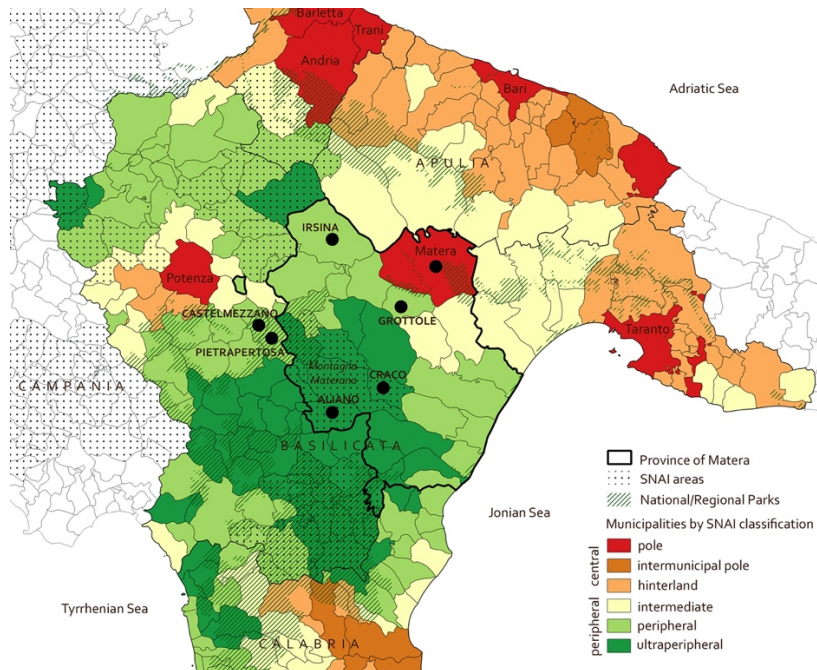 Barletta
Trani
Andria
Bari
Adriatic Sea
APULIA
IRSINA
Matera
Potenza
CASTELMEZZANO
GROTTOLE
PIETRAPERTOSA
Taranto
Montagna
Materana
CRACO
CAMPANIA
ALIANO
BASILICATA
Province of Matera
SNAI areas
National/Regional Parks
Jonian Sea
Municipalities by SNAI classification
central
pole
intermunicipal pole
hinterland
peripheral
intermediate
peripheral
ultraperipheral
Tyrrhenian Sea
CALABRIA